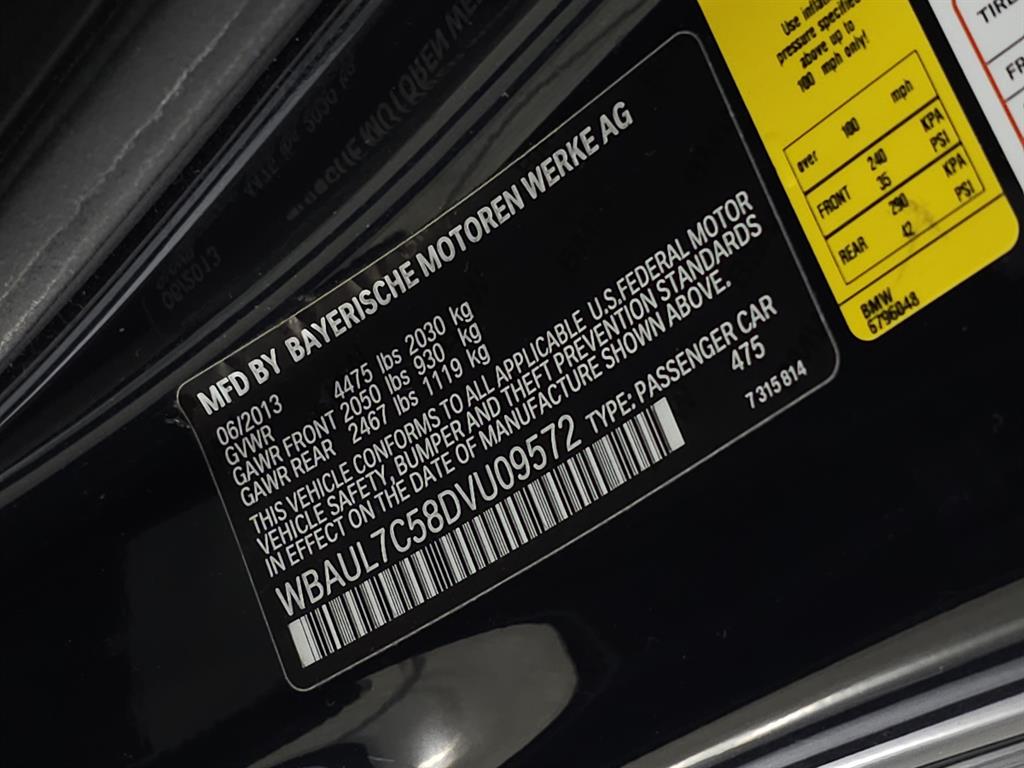 MFD BY BAYERISCHE MOTOREN WERKE AG
06/2013
GVWR 4475 lbs 2030 kg
GAWR FRONT 2050 lbs 930 kg
GAWR REAR 2467 lbs 1119 kg
THIS VEHICLE CONFORMS TO ALL APPLICABLE U.S.FEDERAL MOTOR
VEHICLE SAFETY, BUMPER AND THEFT PREVENTION STANDARDS
IN EFFECT ON THE DATE OF MANUFACTURE SHOWN ABOVE.
WBAUL7C58DVU09572 TYPE: PASSENGER CAR
475
7315814
Use inflation
pressure specified
above up to
100 mph only!
over 100 mph
FRONT 240 KPA
35 PSI
REAR 290 KPA
42 PSI
BMW
6796048
TIRE
FR